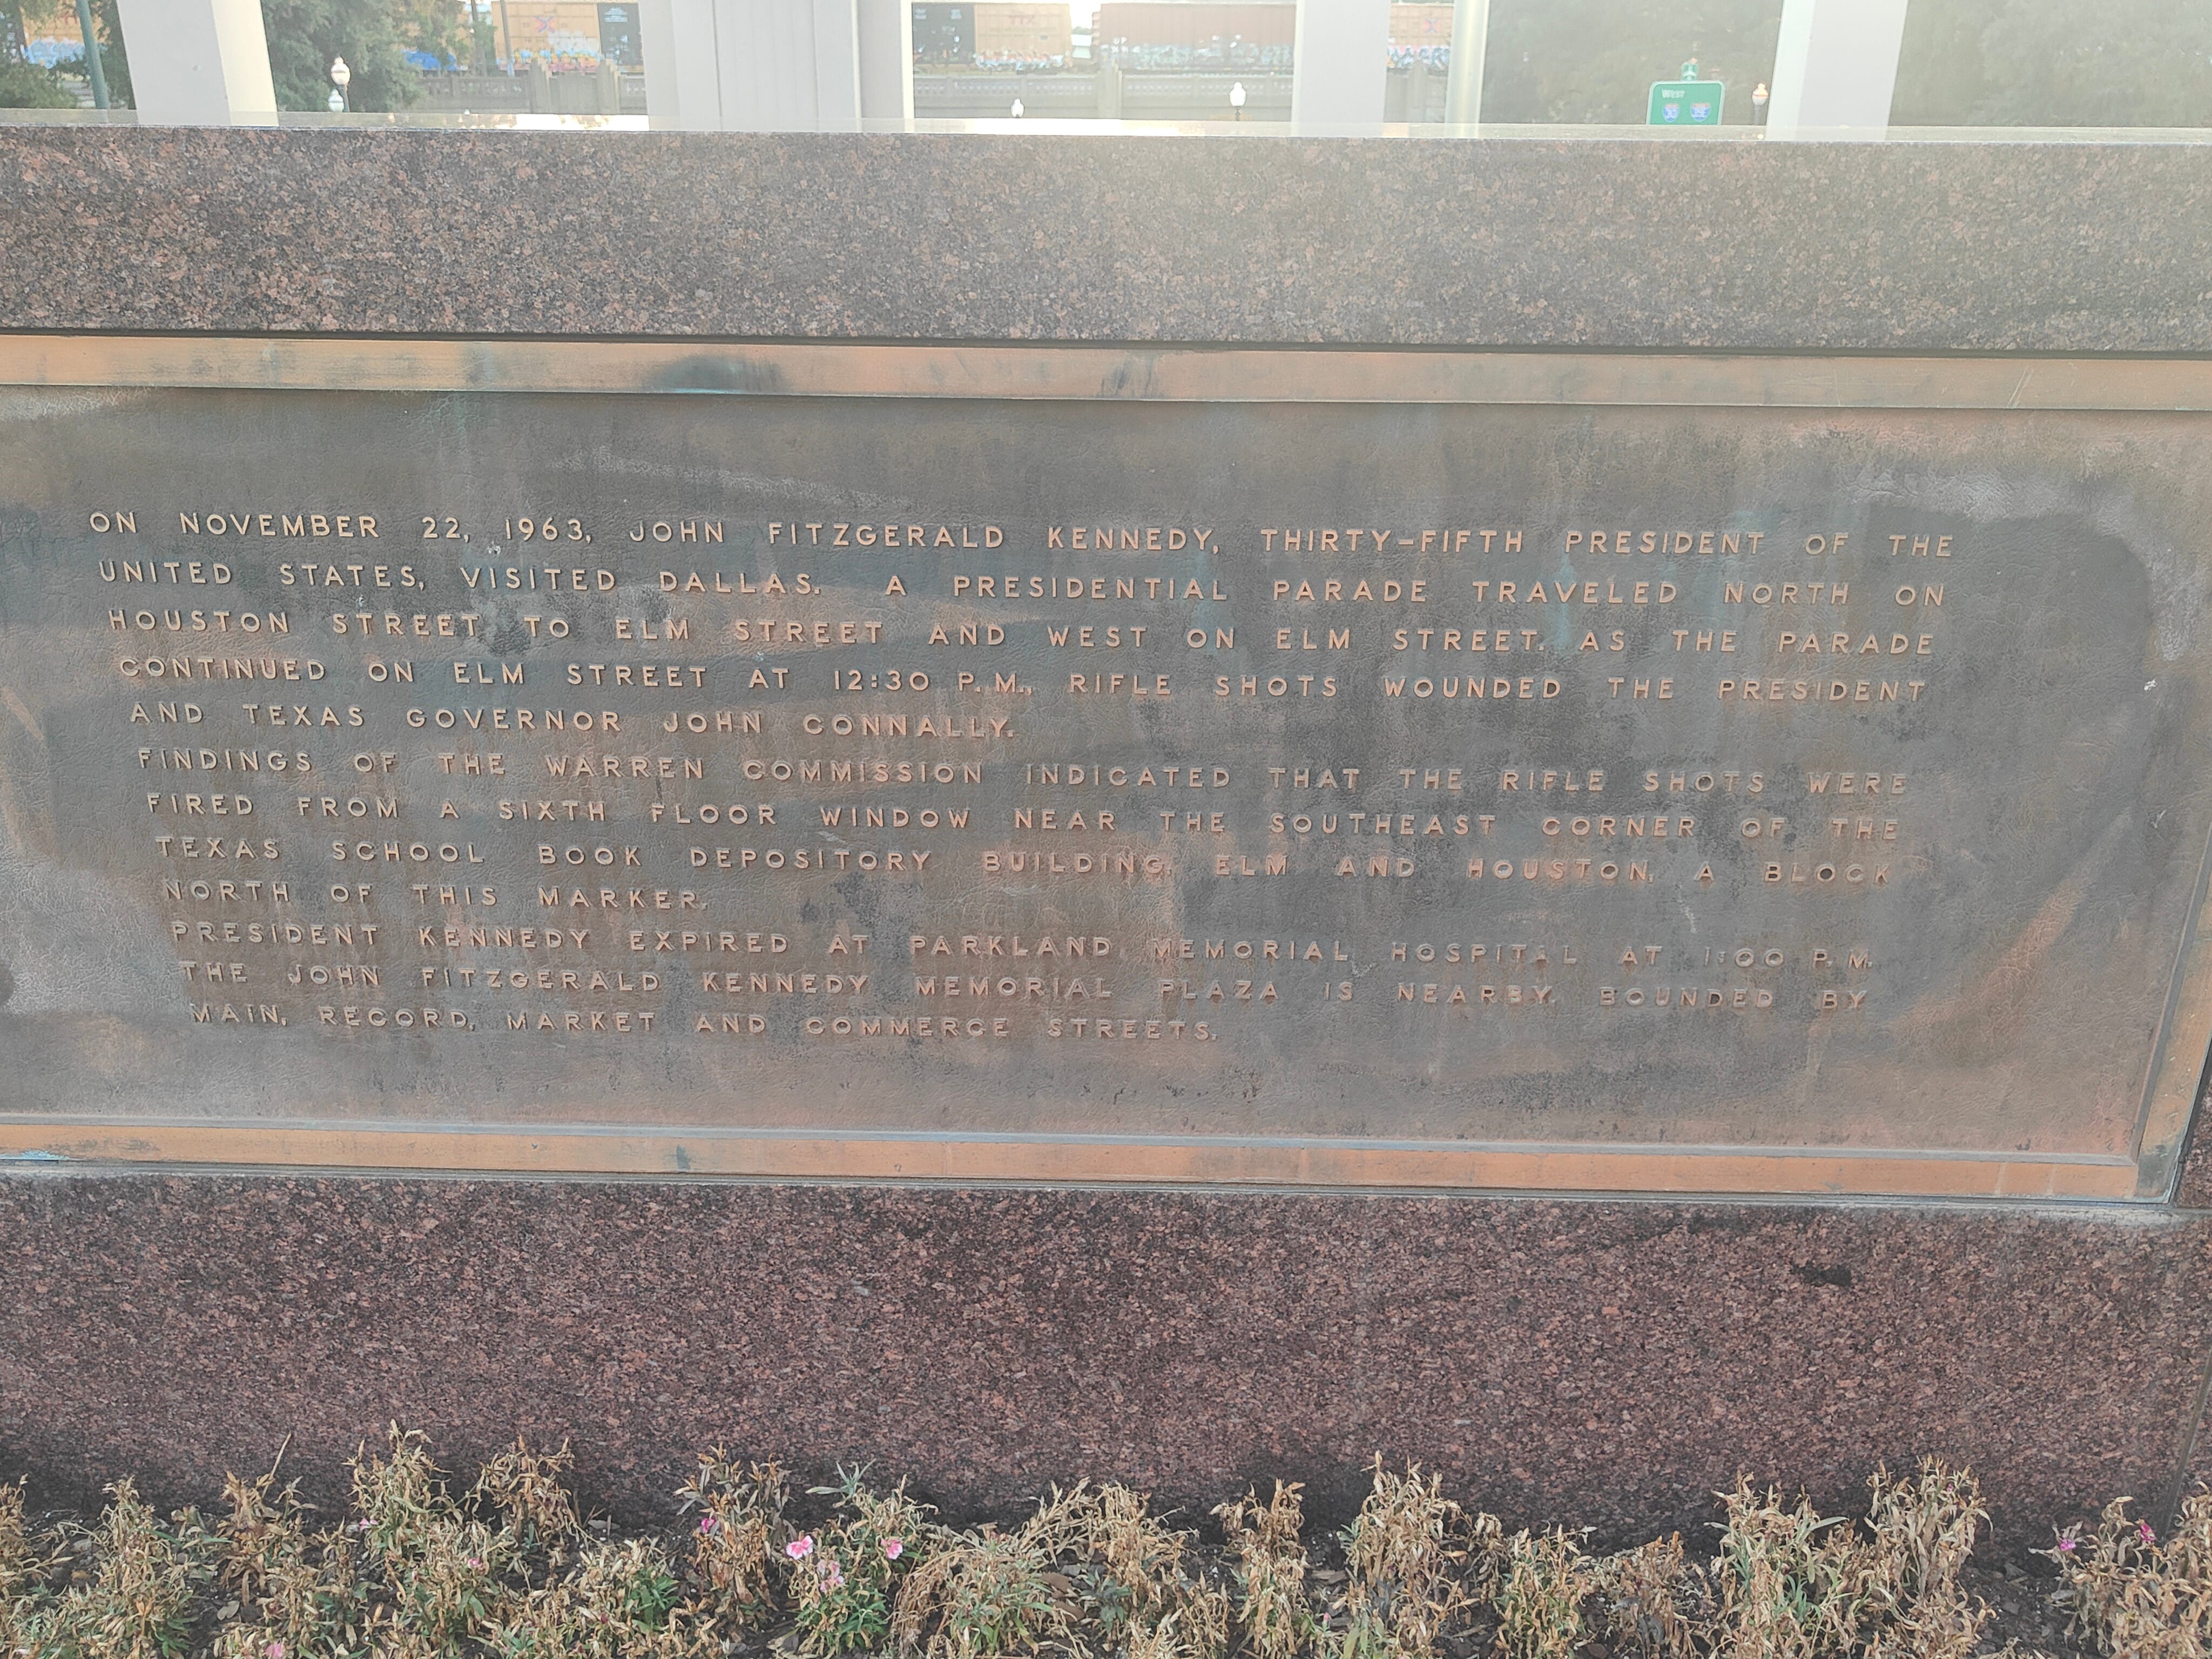 TTX
WEST
30 35E
ON NOVEMBER 22, 1963, JOHN FITZGERALD KENNEDY, THIRTY-FIFTH PRESIDENT OF THE
UNITED STATES, VISITED DALLAS. A PRESIDENTIAL PARADE TRAVELED NORTH ON
HOUSTON STREET TO ELM STREET AND WEST ON ELM STREET. AS THE PARADE
CONTINUED ON ELM STREET AT 12:30 P.M., RIFLE SHOTS WOUNDED THE PRESIDENT
AND TEXAS GOVERNOR JOHN CONNALLY.
FINDINGS OF THE WARREN COMMISSION INDICATED THAT THE RIFLE SHOTS WERE
FIRED FROM A SIXTH FLOOR WINDOW NEAR THE SOUTHEAST CORNER OF THE
TEXAS SCHOOL BOOK DEPOSITORY BUILDING, ELM AND HOUSTON, A BLOCK
NORTH OF THIS MARKER.
PRESIDENT KENNEDY EXPIRED AT PARKLAND MEMORIAL HOSPITAL AT 1:00 P.M.
THE JOHN FITZGERALD KENNEDY MEMORIAL PLAZA IS NEARBY, BOUNDED BY
MAIN, RECORD, MARKET AND COMMERCE STREETS.